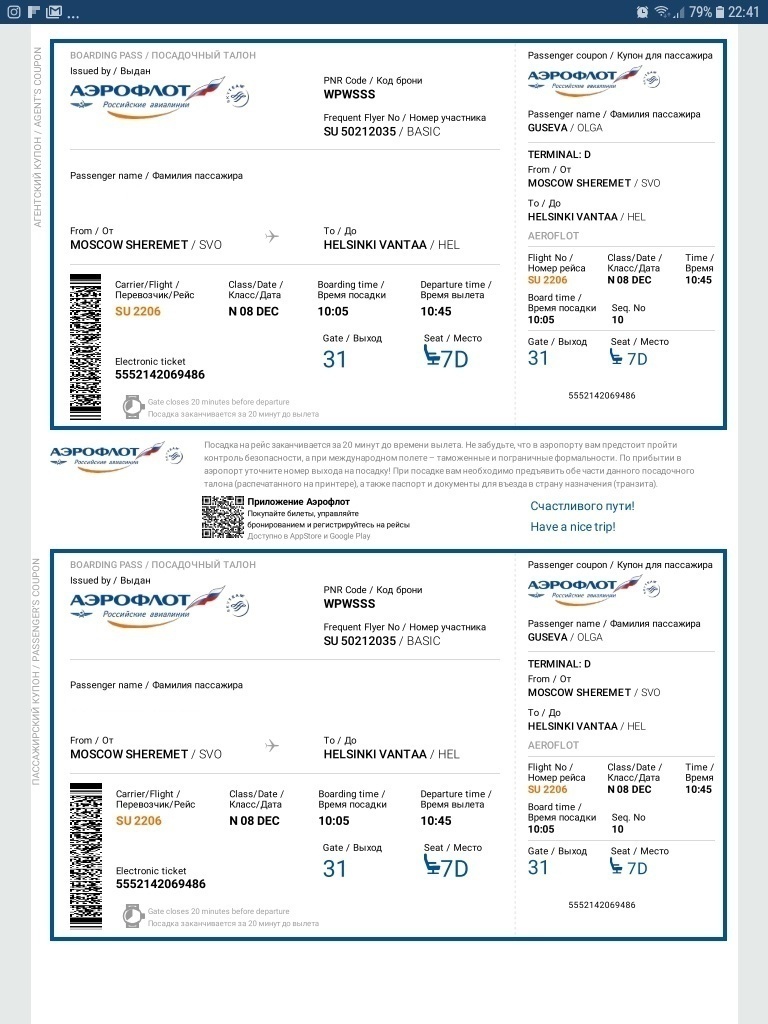 79% 22:41
АГЕНТСКИЙ КУПОН / AGENT'S COUPON
BOARDING PASS / ПОСАДОЧНЫЙ ТАЛОН
Issued by / Выдан
АЭРОФЛОТ
Российские авиалинии
SKYTEAM
PNR Code / Код брони
WPWSSS
Frequent Flyer No / Номер участника
SU 50212035 / BASIC
Passenger name / Фамилия пассажира
From / От
MOSCOW SHEREMET / SVO
To / До
HELSINKI VANTAA / HEL
Carrier/Flight /
Перевозчик/Рейс
SU 2206
Class/Date /
Класс/Дата
N 08 DEC
Boarding time /
Время посадки
10:05
Departure time /
Время вылета
10:45
Gate / Выход
31
Seat / Место
7D
Electronic ticket
5552142069486
Gate closes 20 minutes before departure
Посадка заканчивается за 20 минут до вылета
Passenger coupon / Купон для пассажира
АЭРОФЛОТ
Российские авиалинии
Passenger name / Фамилия пассажира
GUSEVA / OLGA
TERMINAL: D
From / От
MOSCOW SHEREMET / SVO
To / До
HELSINKI VANTAA / HEL
AEROFLOT
Flight No /
Номер рейса
SU 2206
Class/Date /
Класс/Дата
N 08 DEC
Time /
Время
10:45
Board time /
Время посадки
10:05
Seq. No
10
Gate / Выход
31
Seat / Место
7D
5552142069486
АЭРОФЛОТ
Российские авиалинии
Посадка на рейс заканчивается за 20 минут до времени вылета. Не забудьте, что в аэропорту вам предстоит пройти
контроль безопасности, а при международном полете – таможенные и пограничные формальности. По прибытии в
аэропорт уточните номер выхода на посадку! При посадке вам необходимо предъявить обе части данного посадочного
талона (распечатанного на принтере), а также паспорт и документы для въезда в страну назначения (транзита).
Приложение Аэрофлот
Покупайте билеты, управляйте
бронированием и регистрируйтесь на рейсы
Доступно в AppStore и Google Play
Счастливого пути!
Have a nice trip!
ПАССАЖИРСКИЙ КУПОН / PASSENGER'S COUPON
BOARDING PASS / ПОСАДОЧНЫЙ ТАЛОН
Issued by / Выдан
АЭРОФЛОТ
Российские авиалинии
SKYTEAM
PNR Code / Код брони
WPWSSS
Frequent Flyer No / Номер участника
SU 50212035 / BASIC
Passenger name / Фамилия пассажира
From / От
MOSCOW SHEREMET / SVO
To / До
HELSINKI VANTAA / HEL
Carrier/Flight /
Перевозчик/Рейс
SU 2206
Class/Date /
Класс/Дата
N 08 DEC
Boarding time /
Время посадки
10:05
Departure time /
Время вылета
10:45
Gate / Выход
31
Seat / Место
7D
Electronic ticket
5552142069486
Gate closes 20 minutes before departure
Посадка заканчивается за 20 минут до вылета
Passenger coupon / Купон для пассажира
АЭРОФЛОТ
Российские авиалинии
Passenger name / Фамилия пассажира
GUSEVA / OLGA
TERMINAL: D
From / От
MOSCOW SHEREMET / SVO
To / До
HELSINKI VANTAA / HEL
AEROFLOT
Flight No /
Номер рейса
SU 2206
Class/Date /
Класс/Дата
N 08 DEC
Time /
Время
10:45
Board time /
Время посадки
10:05
Seq. No
10
Gate / Выход
31
Seat / Место
7D
5552142069486